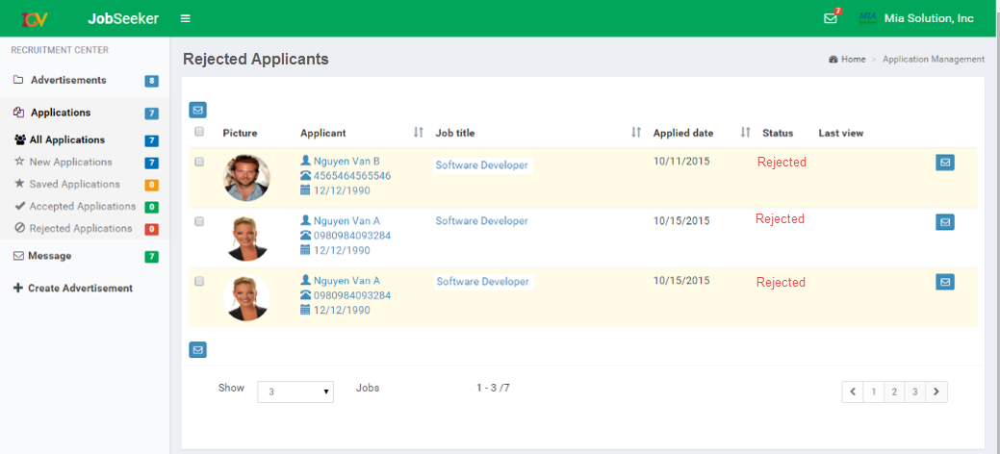 IGV JobSeeker 7 MIA Mia Solution, Inc
RECRUITMENT CENTER
Advertisements 8
Applications 7
All Applications 7
New Applications 7
Saved Applications 0
Accepted Applications 0
Rejected Applications 0
Message 7
Create Advertisement
Rejected Applicants Home > Application Management
Picture Applicant Job title Applied date Status Last view
Nguyen Van B Software Developer 10/11/2015 Rejected
4565464565546
12/12/1990
Nguyen Van A Software Developer 10/15/2015 Rejected
0980984093284
12/12/1990
Nguyen Van A Software Developer 10/15/2015 Rejected
0980984093284
12/12/1990
Show 3 Jobs 1 - 3 /7 1 2 3